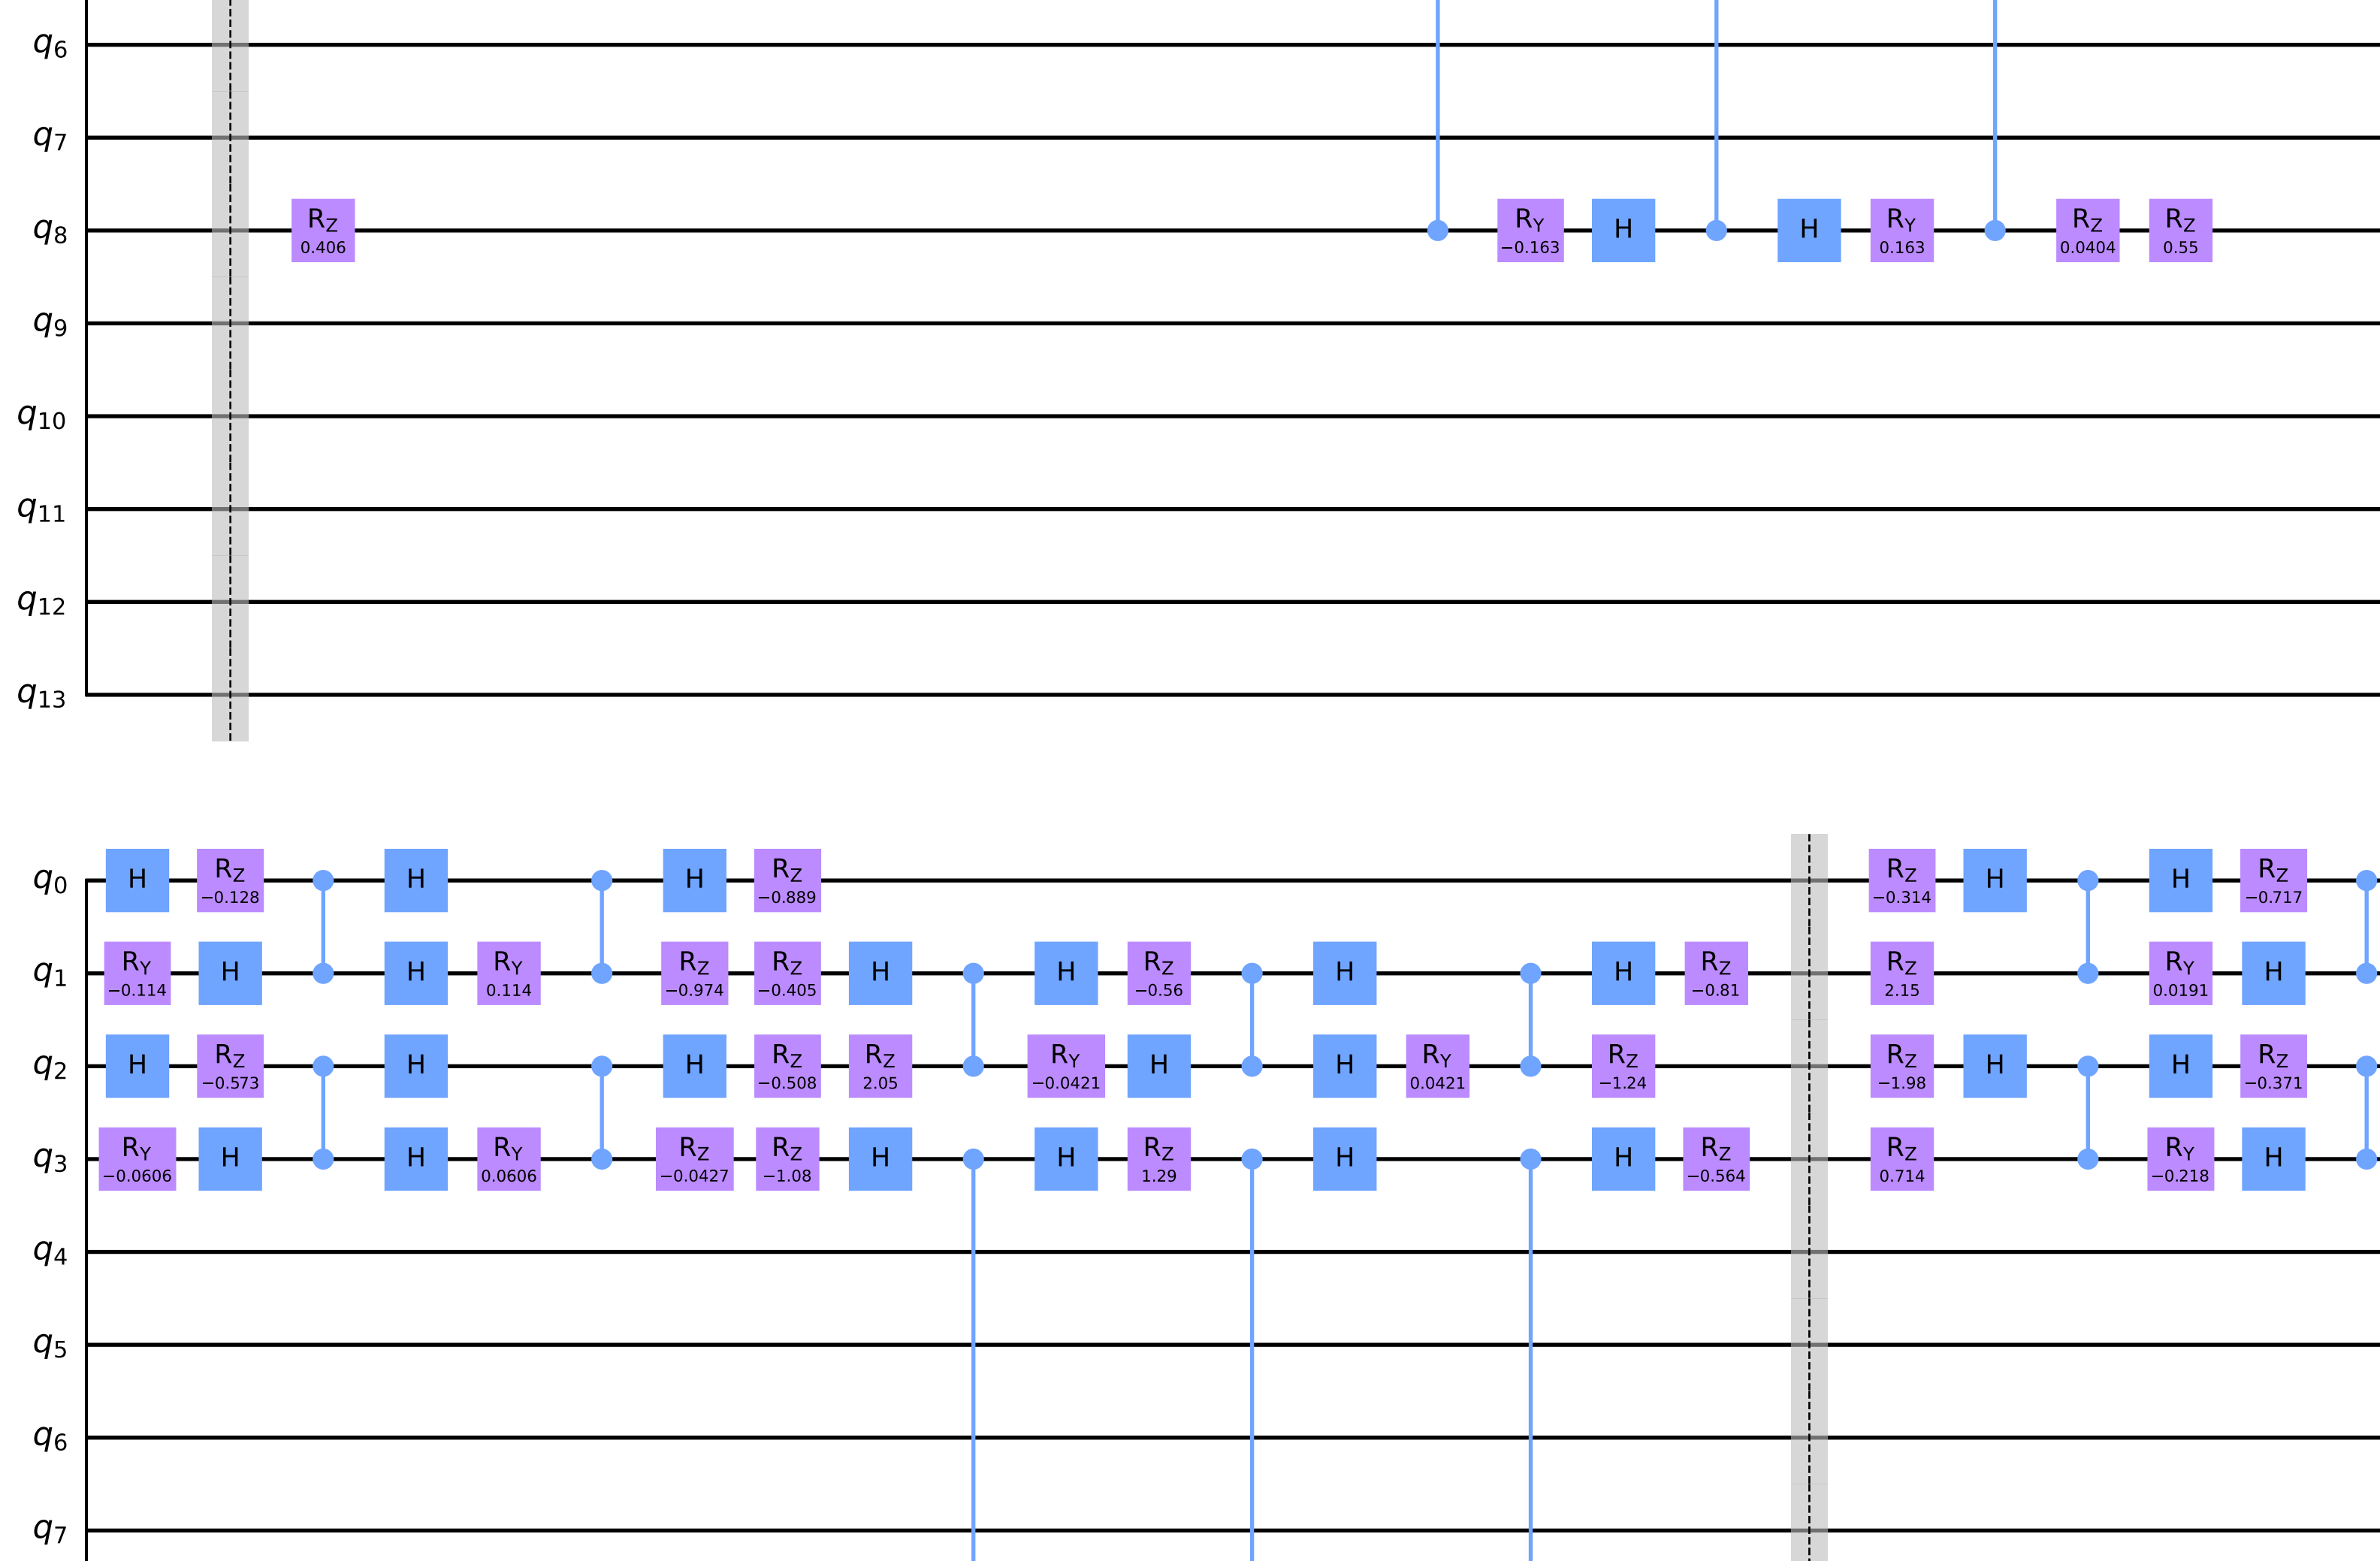 q6
q7
q8 RZ 0.406 RY −0.163 H H RY 0.163 RZ 0.0404 RZ 0.55
q9
q10
q11
q12
q13
q0 H RZ −0.128 H H RZ −0.889 RZ −0.314 H H RZ −0.717
q1 RY −0.114 H H RY 0.114 RZ −0.974 RZ −0.405 H H RZ −0.56 H H RZ −0.81 RZ 2.15 RY 0.0191 H
q2 H RZ −0.573 H H RZ −0.508 RZ 2.05 RY −0.0421 H H RY 0.0421 RZ −1.24 RZ −1.98 H H RZ −0.371
q3 RY −0.0606 H H RY 0.0606 RZ −0.0427 RZ −1.08 H H RZ 1.29 H H RZ −0.564 RZ 0.714 RY −0.218 H
q4
q5
q6
q7